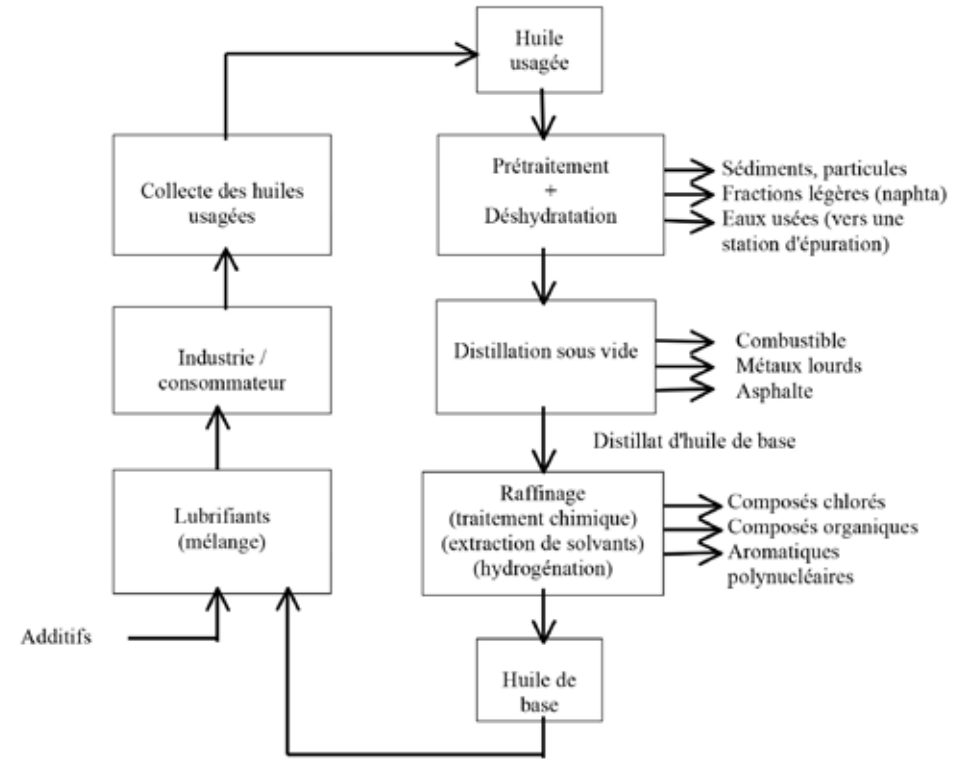 Huile
usagée
Collecte des huiles
usagées
Prétraitement
+
Déshydratation
Sédiments, particules
Fractions légères (naphta)
Eaux usées (vers une
station d'épuration)
Industrie /
consommateur
Distillation sous vide
Combustible
Métaux lourds
Asphalte
Distillat d'huile de base
Lubrifiants
(mélange)
Raffinage
(traitement chimique)
(extraction de solvants)
(hydrogénation)
Composés chlorés
Composés organiques
Aromatiques
polynucléaires
Additifs
Huile de
base